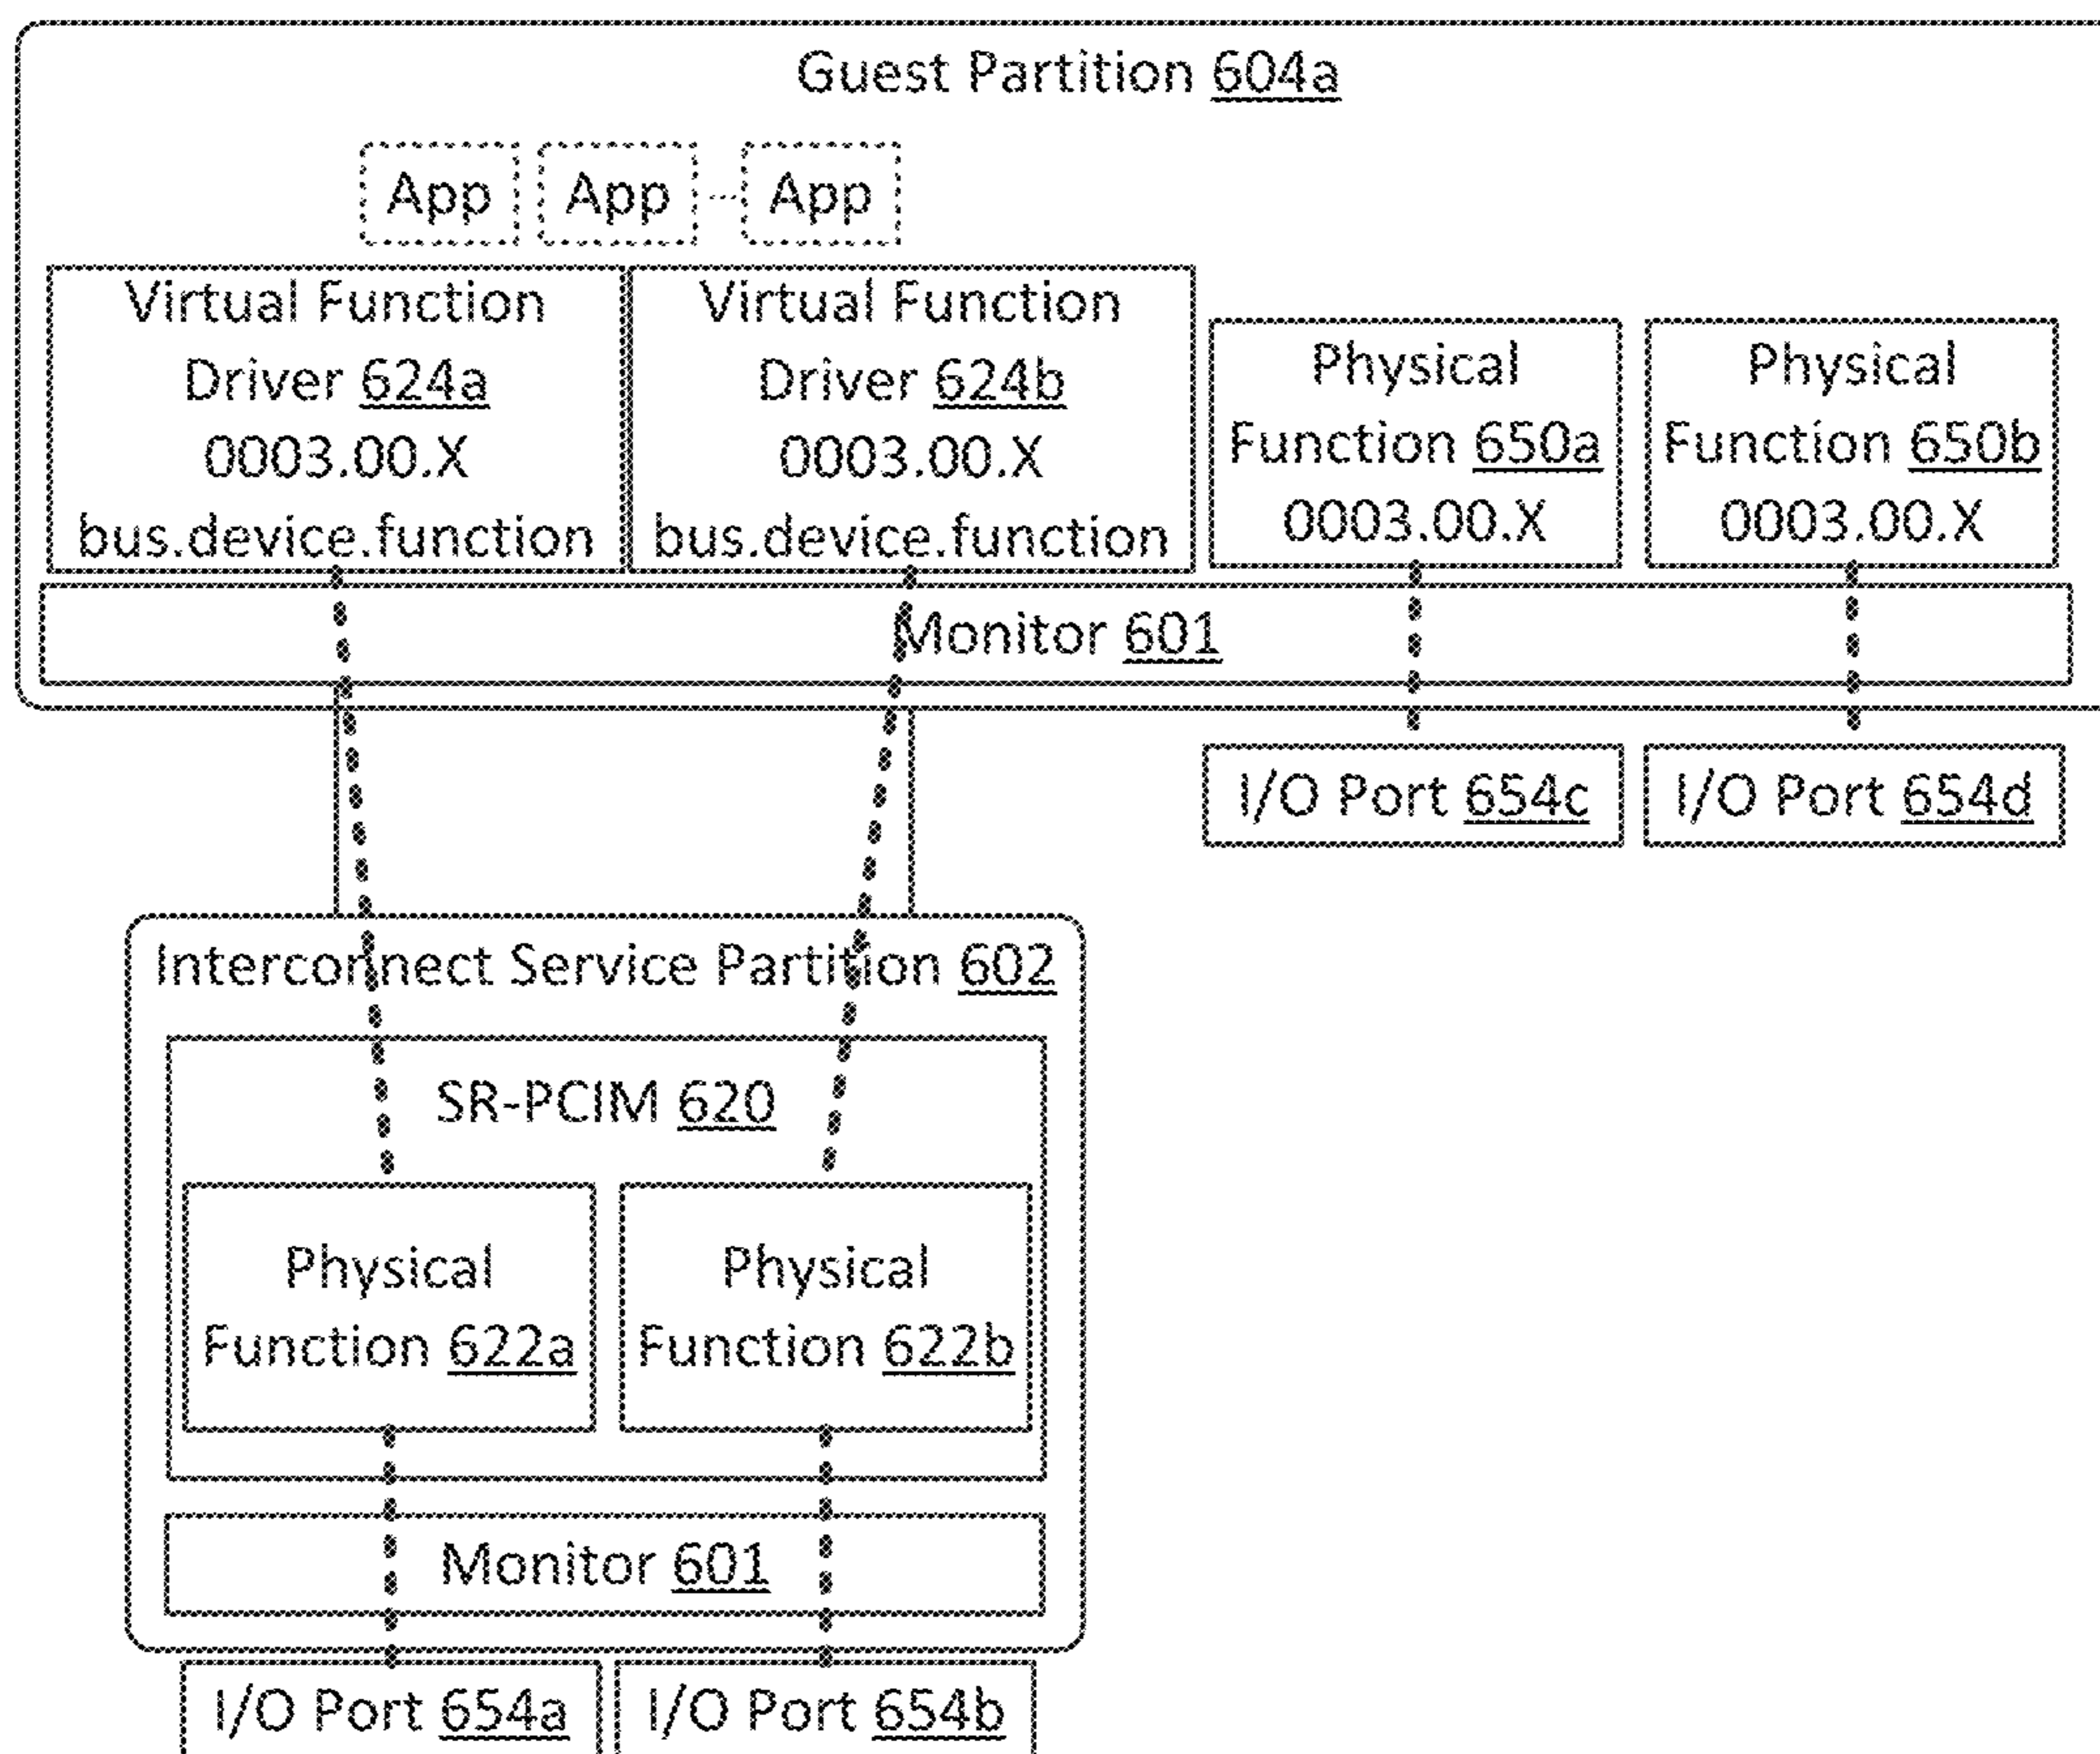 Guest Partition 604a
App App App
Virtual Function
Driver 624a
0003.00.X
bus.device.function
Virtual Function
Driver 624b
0003.00.X
bus.device.function
Physical
Function 650a
0003.00.X
Physical
Function 650b
0003.00.X
Monitor 601
I/O Port 654c
I/O Port 654d
Interconnect Service Partition 602
SR-PCIM 620
Physical
Function 622a
Physical
Function 622b
Monitor 601
I/O Port 654a
I/O Port 654b